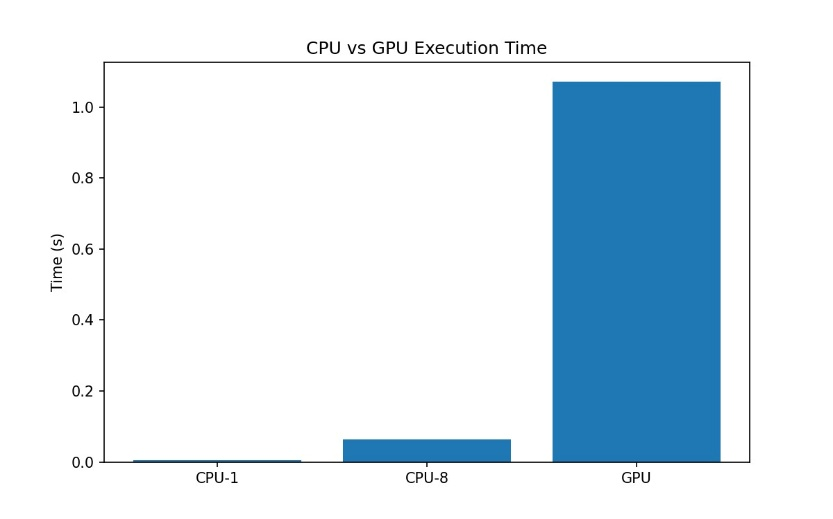 CPU vs GPU Execution Time
Time (s)
1.0
0.8
0.6
0.4
0.2
0.0
CPU-1
CPU-8
GPU